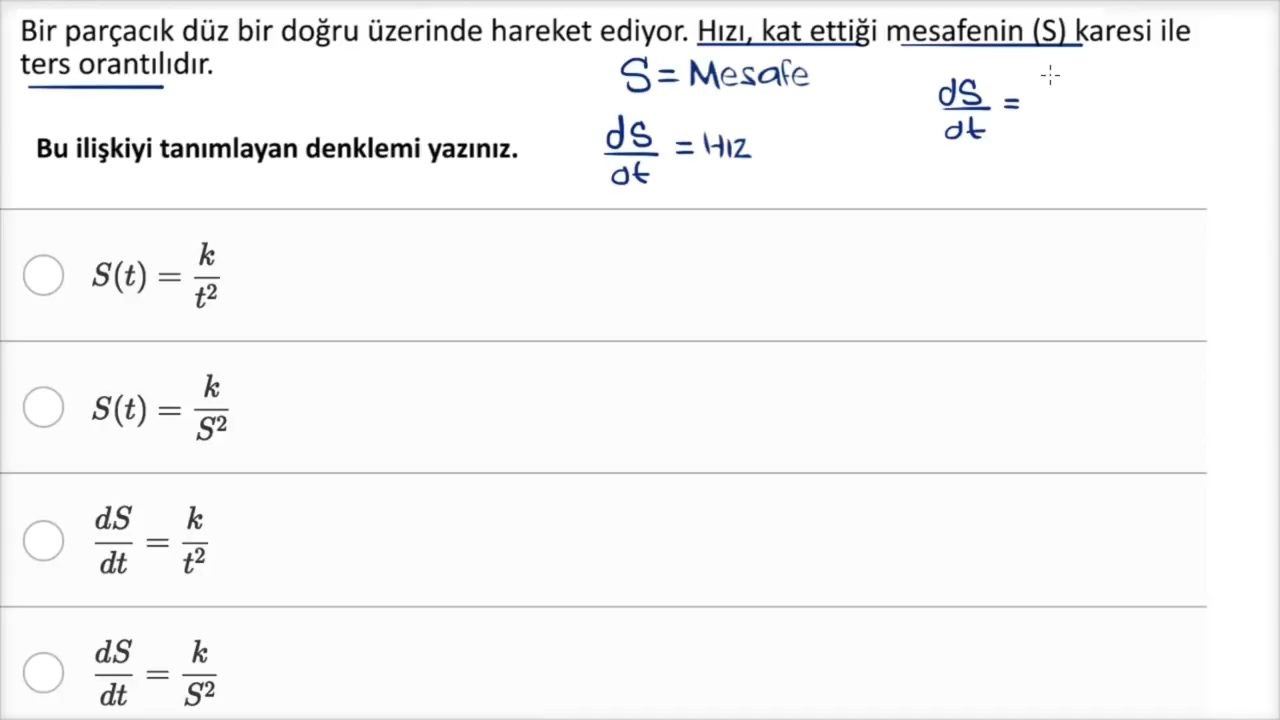 Bir parçacık düz bir doğru üzerinde hareket ediyor. Hızı, kat ettiği mesafenin (S) karesi ile
ters orantılıdır.
S = Mesafe
dS/dt =
Bu ilişkiyi tanımlayan denklemi yazınız.
dS/dt = Hız
S(t) = k/t²
S(t) = k/S²
dS/dt = k/t²
dS/dt = k/S²